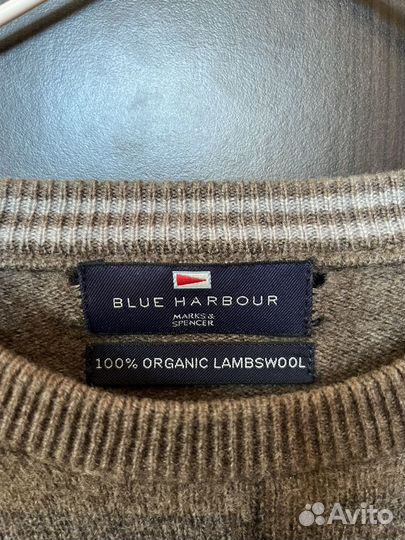 BLUE HARBOUR
MARKS &
SPENCER
100% ORGANIC LAMBSWOOL
Avito